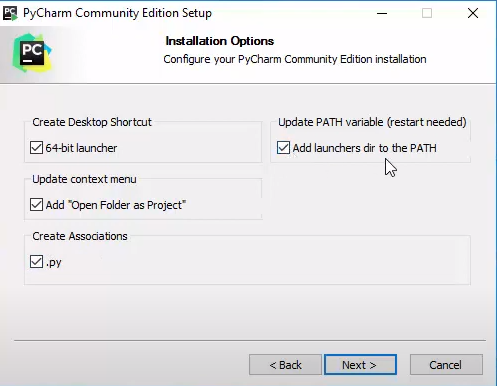 PyCharm Community Edition Setup
PC
Installation Options
Configure your PyCharm Community Edition installation
Create Desktop Shortcut
64-bit launcher
Update PATH variable (restart needed)
Add launchers dir to the PATH
Update context menu
Add "Open Folder as Project"
Create Associations
.py
< Back
Next >
Cancel